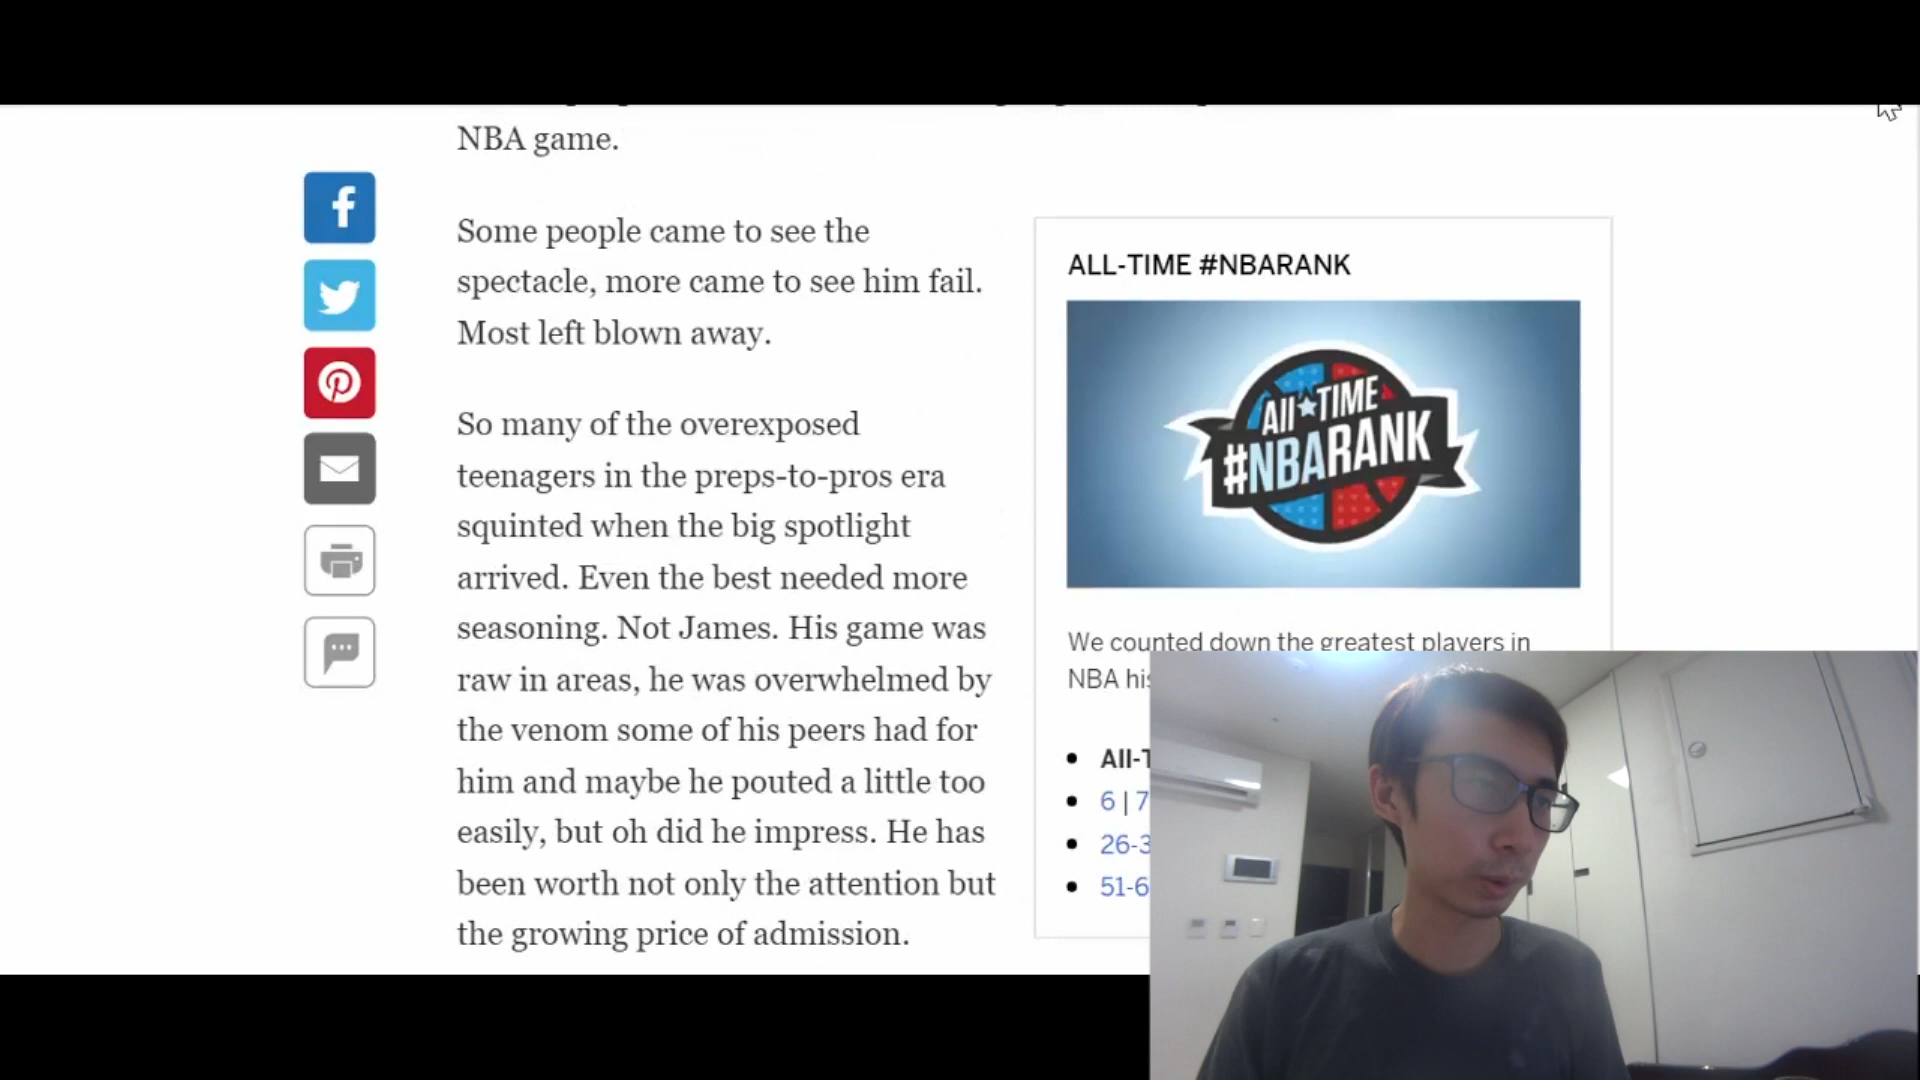 NBA game.
Some people came to see the
spectacle, more came to see him fail.
Most left blown away.
So many of the overexposed
teenagers in the preps-to-pros era
squinted when the big spotlight
arrived. Even the best needed more
seasoning. Not James. His game was
raw in areas, he was overwhelmed by
the venom some of his peers had for
him and maybe he pouted a little too
easily, but oh did he impress. He has
been worth not only the attention but
the growing price of admission.
ALL-TIME #NBARANK
All★TIME
#NBARANK
We counted down the greatest players in
NBA
6 | 7